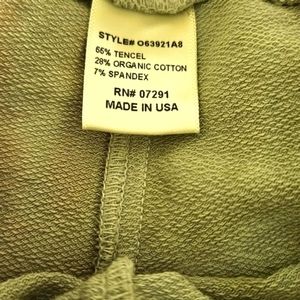 STYLE# O63921A8
65% TENCEL
28% ORGANIC COTTON
7% SPANDEX
RN# 07291
MADE IN USA